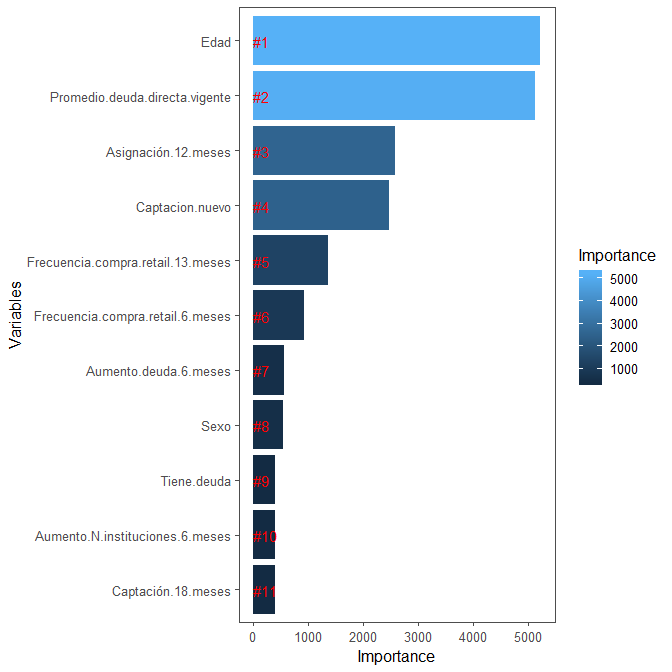 Edad #1
Promedio.deuda.directa.vigente #2
Asignación.12.meses #3
Captacion.nuevo #4
Frecuencia.compra.retail.13.meses #5
Frecuencia.compra.retail.6.meses #6
Aumento.deuda.6.meses #7
Sexo #8
Tiene.deuda #9
Aumento.N.instituciones.6.meses #10
Captación.18.meses #11
Variables
0 1000 2000 3000 4000 5000
Importance
Importance
5000
4000
3000
2000
1000